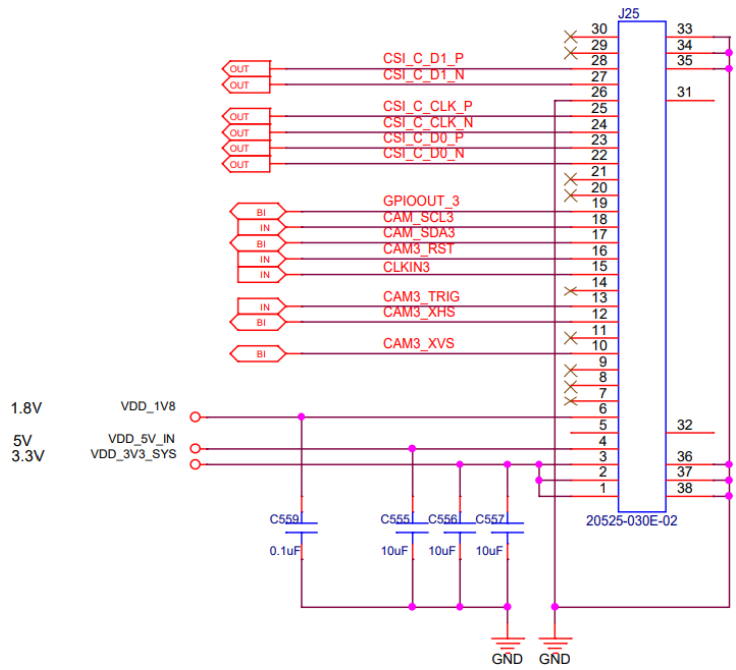 J25
30 33
29 34
CSI_C_D1_P 28 35
OUT
CSI_C_D1_N 27
OUT
26 31
CSI_C_CLK_P 25
OUT
CSI_C_CLK_N 24
OUT
CSI_C_D0_P 23
OUT
CSI_C_D0_N 22
OUT
21
20
GPIOOUT_3 19
BI
CAM_SCL3 18
IN
CAM_SDA3 17
BI
CAM3_RST 16
IN
CLKIN3 15
IN
14
CAM3_TRIG 13
IN
CAM3_XHS 12
BI
11
CAM3_XVS 10
BI
9
8
7
1.8V VDD_1V8 6
5 32
5V VDD_5V_IN 4
3.3V VDD_3V3_SYS 3 36
2 37
1 38
C559 C555 C556 C557 20525-030E-02
0.1uF 10uF 10uF 10uF
GND GND